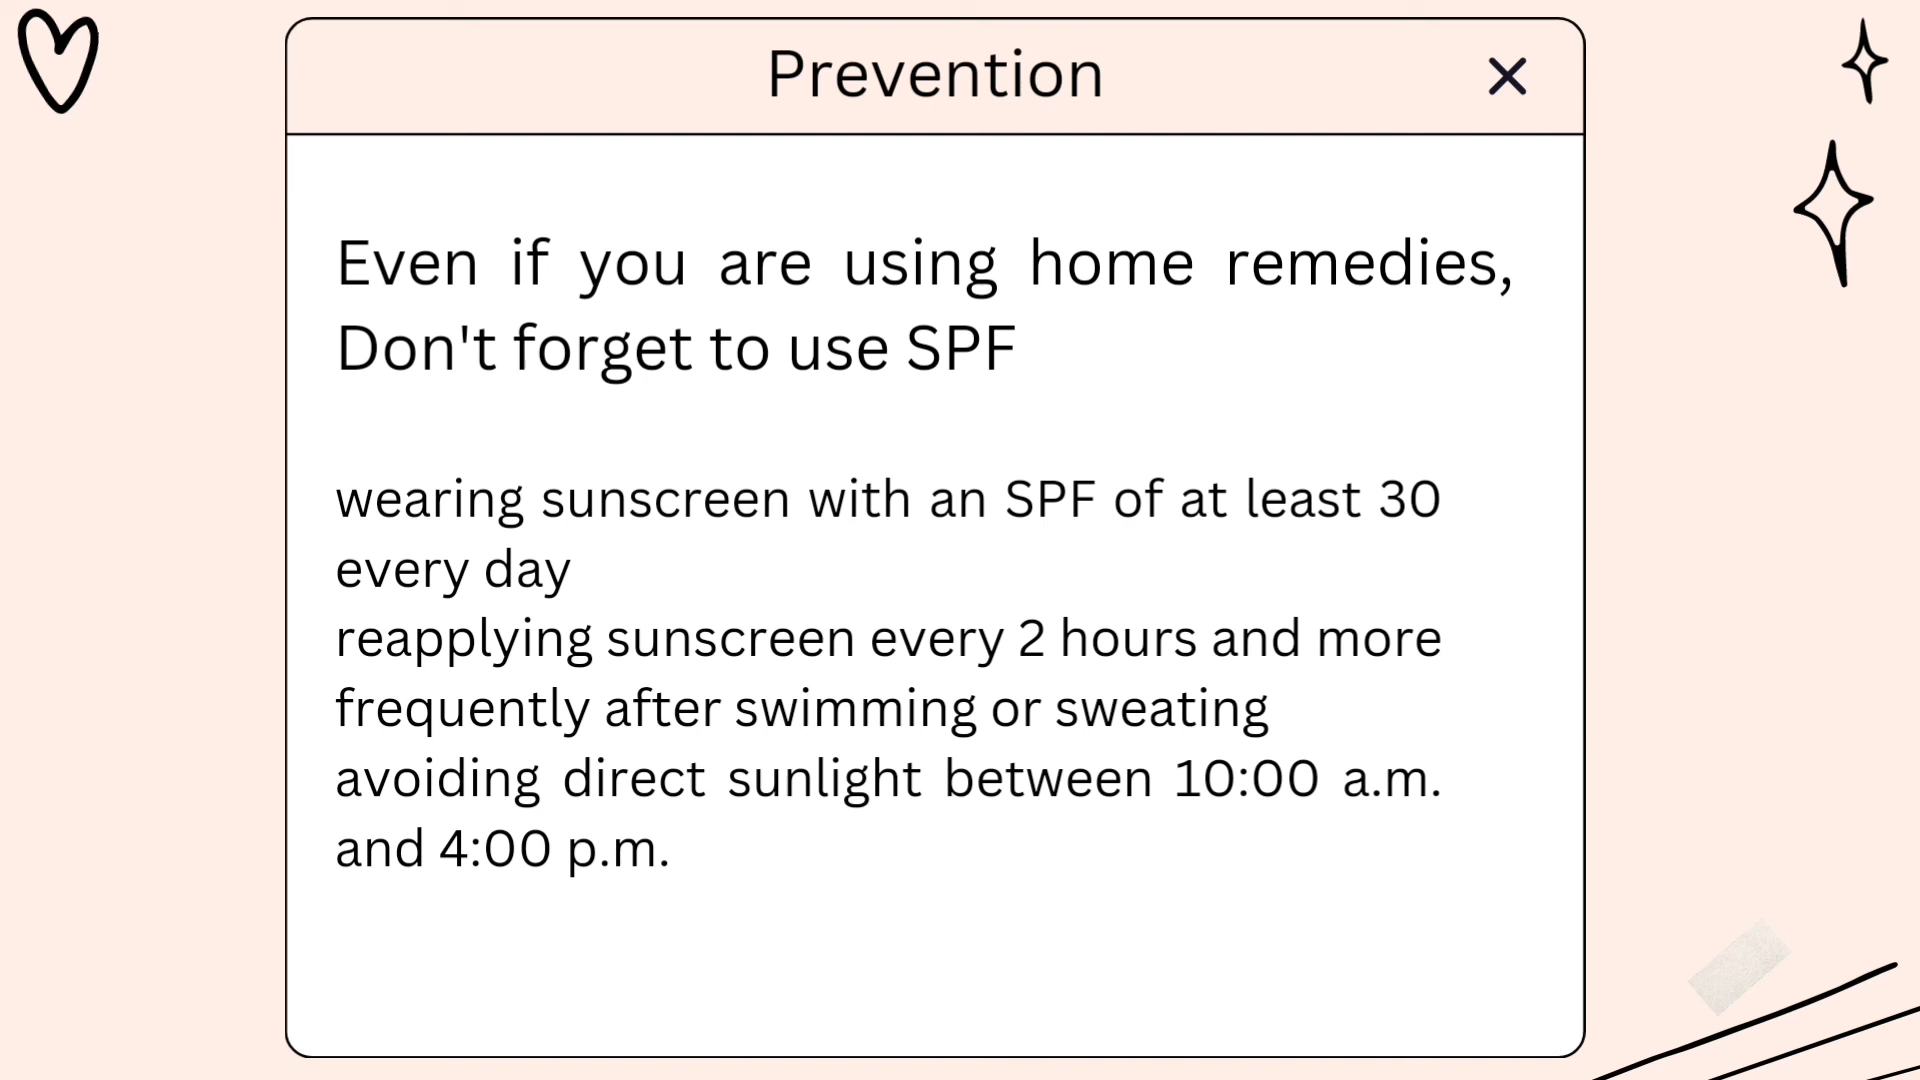 Prevention
Even if you are using home remedies,
Don't forget to use SPF
wearing sunscreen with an SPF of at least 30
every day
reapplying sunscreen every 2 hours and more
frequently after swimming or sweating
avoiding direct sunlight between 10:00 a.m.
and 4:00 p.m.